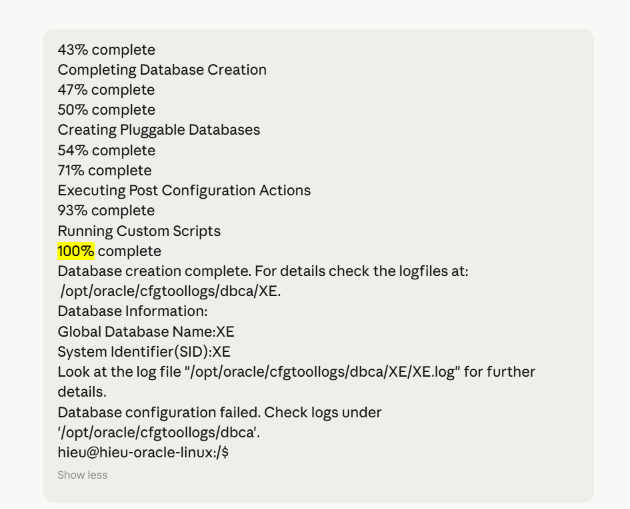 43% complete
Completing Database Creation
47% complete
50% complete
Creating Pluggable Databases
54% complete
71% complete
Executing Post Configuration Actions
93% complete
Running Custom Scripts
100% complete
Database creation complete. For details check the logfiles at:
/opt/oracle/cfgtoollogs/dbca/XE.
Database Information:
Global Database Name:XE
System Identifier(SID):XE
Look at the log file "/opt/oracle/cfgtoollogs/dbca/XE/XE.log" for further
details.
Database configuration failed. Check logs under
'/opt/oracle/cfgtoollogs/dbca'.
hieu@hieu-oracle-linux:/$
Show less